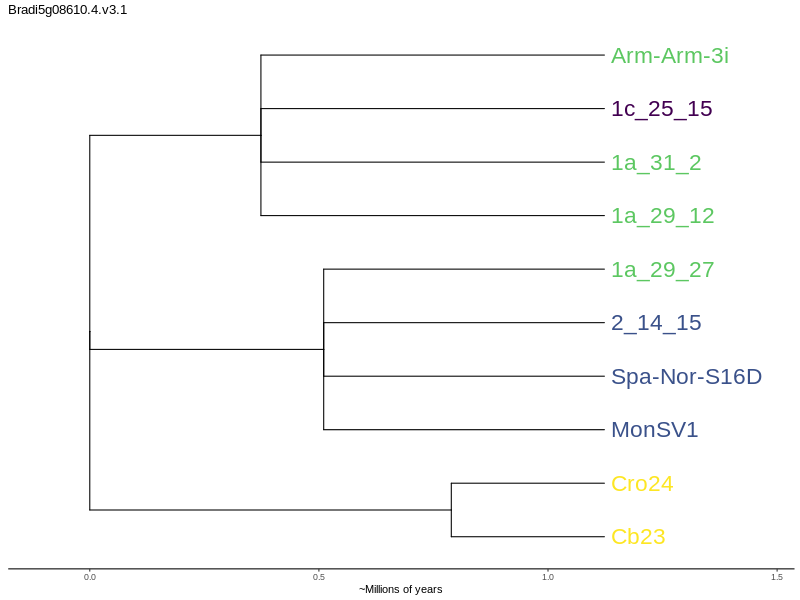 Bradi5g08610.4.v3.1
Arm-Arm-3i
1c_25_15
1a_31_2
1a_29_12
1a_29_27
2_14_15
Spa-Nor-S16D
MonSV1
Cro24
Cb23
0.0 0.5 1.0 1.5
~Millions of years